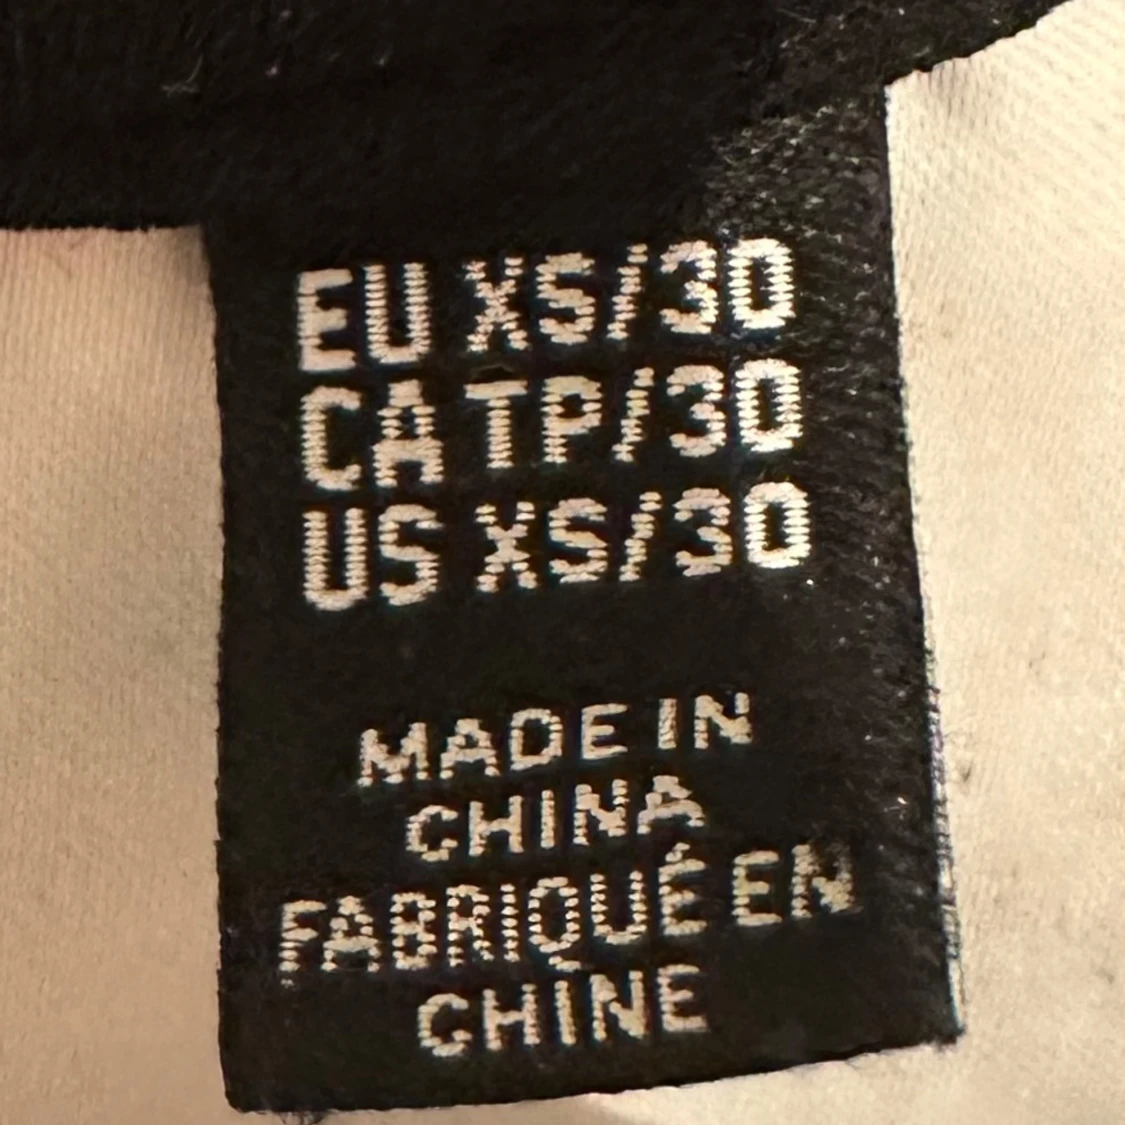 EU XS/30
CA TP/30
US XS/30
MADE IN
CHINA
FABRIQUÉ EN
CHINE